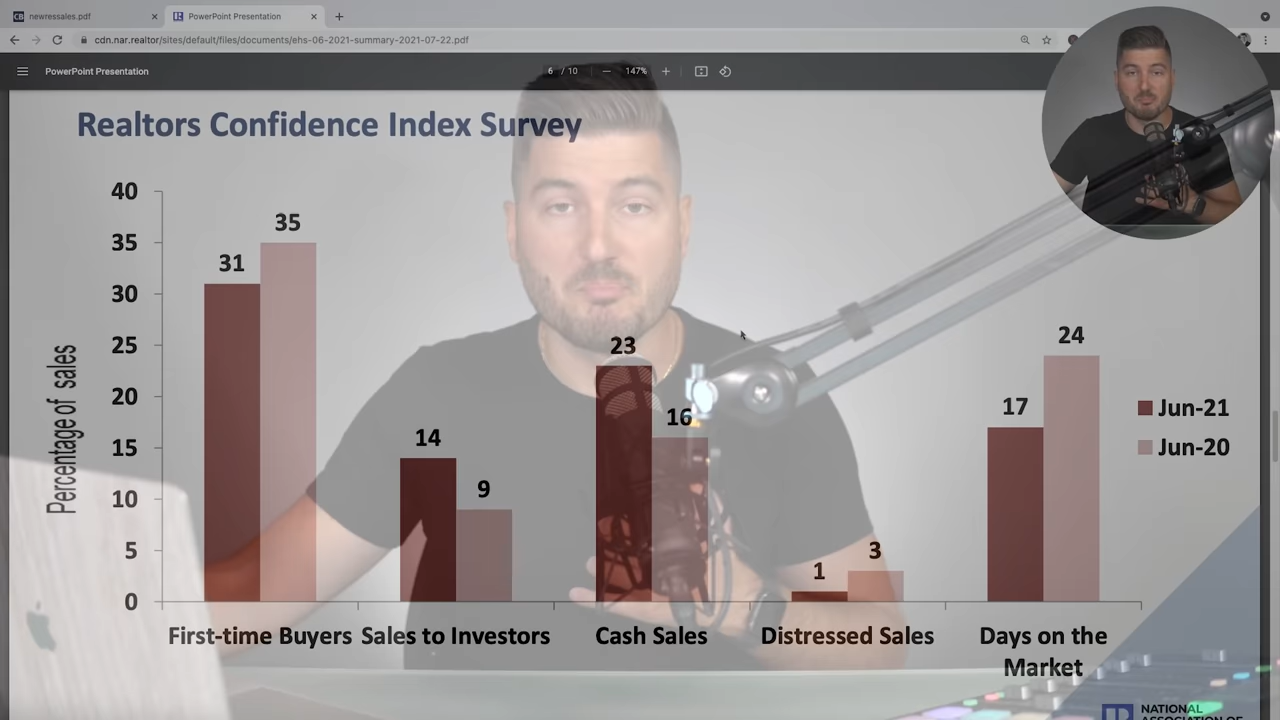 newressales.pdf
PowerPoint Presentation
cdn.nar.realtor/sites/default/files/documents/ehs-06-2021-summary-2021-07-22.pdf
PowerPoint Presentation
6 / 10
147%
Realtors Confidence Index Survey
Percentage of sales
40
35
30
25
20
15
10
5
0
31
35
14
9
23
16
1
3
17
24
Jun-21
Jun-20
First-time Buyers
Sales to Investors
Cash Sales
Distressed Sales
Days on the
Market
NATIONAL
ASSOCIATION OF